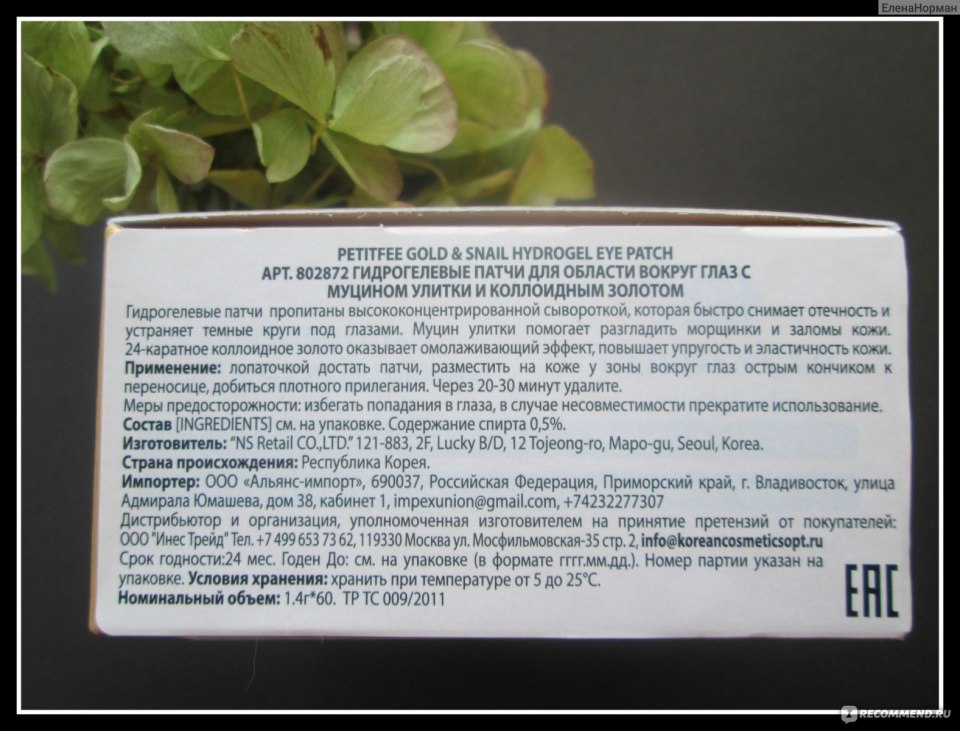 ЕленаНорман
PETITFEE GOLD & SNAIL HYDROGEL EYE PATCH
АРТ. 802872 ГИДРОГЕЛЕВЫЕ ПАТЧИ ДЛЯ ОБЛАСТИ ВОКРУГ ГЛАЗ С
МУЦИНОМ УЛИТКИ И КОЛЛОИДНЫМ ЗОЛОТОМ
Гидрогелевые патчи пропитаны высококонцентрированной сывороткой, которая быстро снимает отечность и
устраняет темные круги под глазами. Муцин улитки помогает разгладить морщинки и заломы кожи.
24-каратное коллоидное золото оказывает омолаживающий эффект, повышает упругость и эластичность кожи.
Применение: лопаточкой достать патчи, разместить на коже у зоны вокруг глаз острым кончиком к
переносице, добиться плотного прилегания. Через 20-30 минут удалите.
Меры предосторожности: избегать попадания в глаза, в случае несовместимости прекратите использование.
Состав [INGREDIENTS] см. на упаковке. Содержание спирта 0,5%.
Изготовитель: "NS Retail CO.,LTD." 121-883, 2F, Lucky B/D, 12 Tojeong-ro, Mapo-gu, Seoul, Korea.
Страна происхождения: Республика Корея.
Импортер: ООО «Альянс-импорт», 690037, Российская Федерация, Приморский край, г. Владивосток, улица
Адмирала Юмашева, дом 38, кабинет 1, impexunion@gmail.com, +74232277307
Дистрибьютор и организация, уполномоченная изготовителем на принятие претензий от покупателей:
ООО "Инес Трейд" Тел. +7 499 653 73 62, 119330 Москва ул. Мосфильмовская-35 стр. 2, info@koreancosmeticsopt.ru
Срок годности:24 мес. Годен До: см. на упаковке (в формате гггг.мм.дд.). Номер партии указан на
упаковке. Условия хранения: хранить при температуре от 5 до 25°С.
Номинальный объем: 1.4г*60. ТР ТС 009/2011
EAC
RECOMMEND.RU